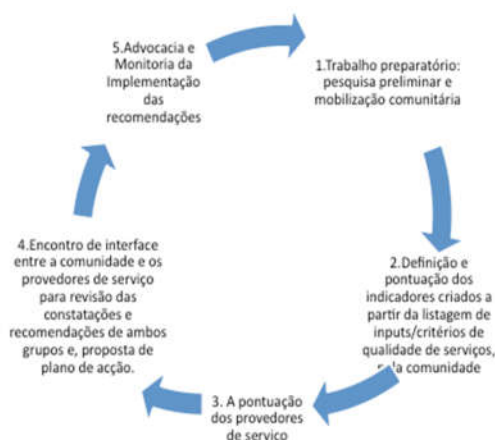 1.Trabalho preparatório:
pesquisa preliminar e
mobilização comunitária
2.Definição e
pontuação dos
indicadores criados a
partir da listagem de
inputs/critérios de
qualidade de serviços,
comunidade
3. A pontuação
dos provedores
de serviço
4.Encontro de interface
entre a comunidade e os
provedores de serviço
para revisão das
constatações e
recomendações de ambos
grupos e, proposta de
plano de acção.
5.Advocacia e
Monitoria da
Implementação
das
recomendações